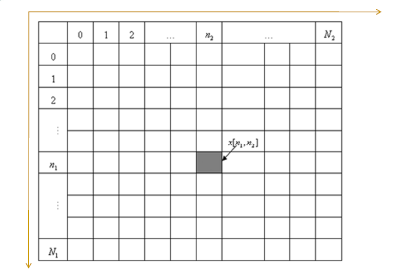 0 1 2 ... n₂ ... N₂
0
1
2
⋮
x[n₁, n₂]
n₁
⋮
N₁